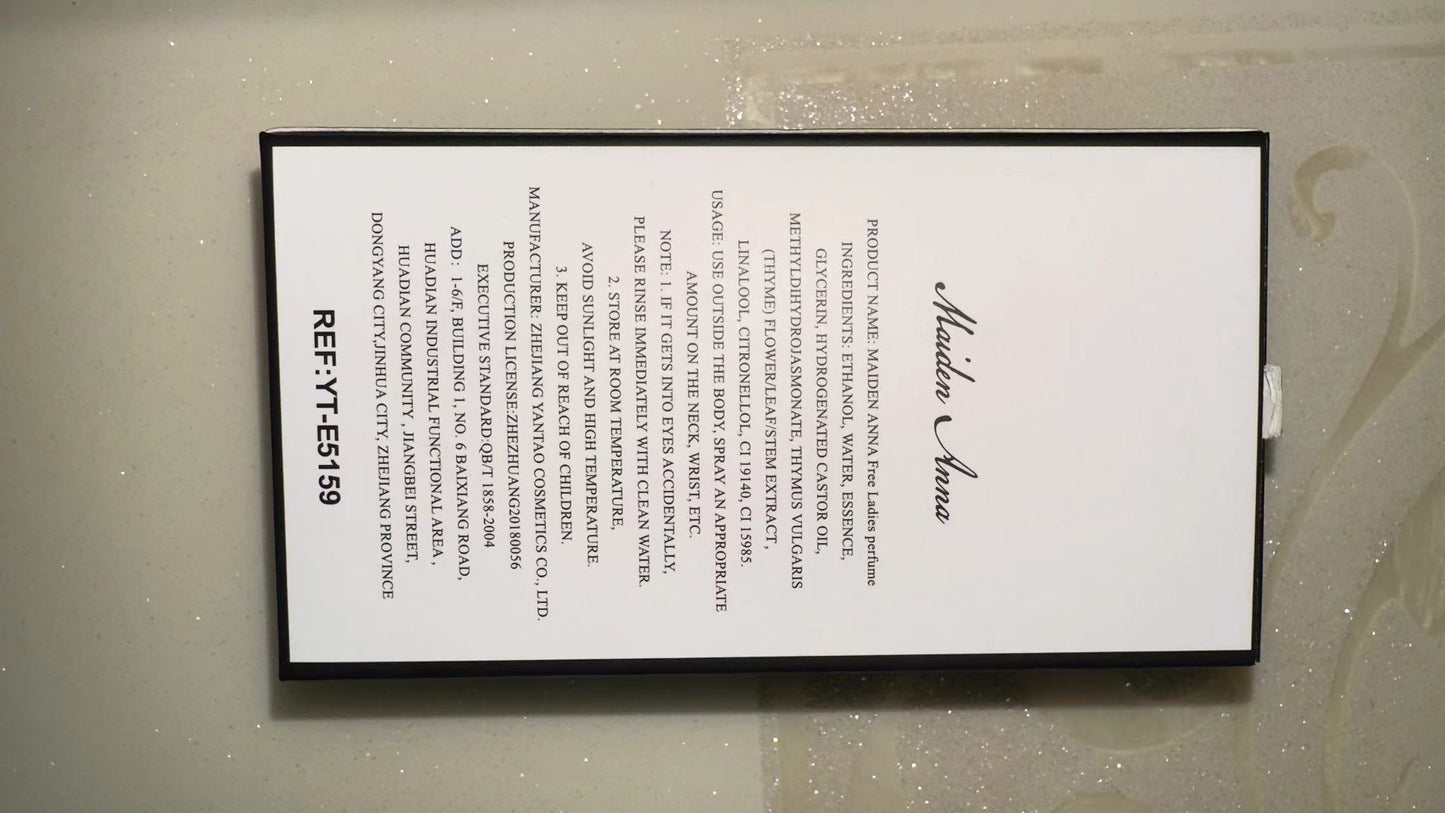 Maiden Anna
PRODUCT NAME: MAIDEN ANNA Free Ladies perfume
INGREDIENTS: ETHANOL, WATER, ESSENCE,
GLYCERIN, HYDROGENATED CASTOR OIL,
METHYLDIHYDROJASMONATE, THYMUS VULGARIS
(THYME) FLOWER/LEAF/STEM EXTRACT,
LINALOOL, CITRONELLOL, CI 19140, CI 15985.
USAGE: USE OUTSIDE THE BODY, SPRAY AN APPROPRIATE
AMOUNT ON THE NECK, WRIST, ETC.
NOTE: 1. IF IT GETS INTO EYES ACCIDENTALLY,
PLEASE RINSE IMMEDIATELY WITH CLEAN WATER.
2. STORE AT ROOM TEMPERATURE,
AVOID SUNLIGHT AND HIGH TEMPERATURE.
3. KEEP OUT OF REACH OF CHILDREN.
MANUFACTURER: ZHEJIANG YANTAO COSMETICS CO., LTD.
PRODUCTION LICENSE:ZHEZHUANG20180056
EXECUTIVE STANDARD:QB/T 1858-2004
ADD: 1-6/F, BUILDING 1, NO. 6 BAIXIANG ROAD,
HUADIAN INDUSTRIAL FUNCTIONAL AREA ,
HUADIAN COMMUNITY , JIANGBEI STREET,
DONGYANG CITY,JINHUA CITY, ZHEJIANG PROVINCE
REF:YT-E5159